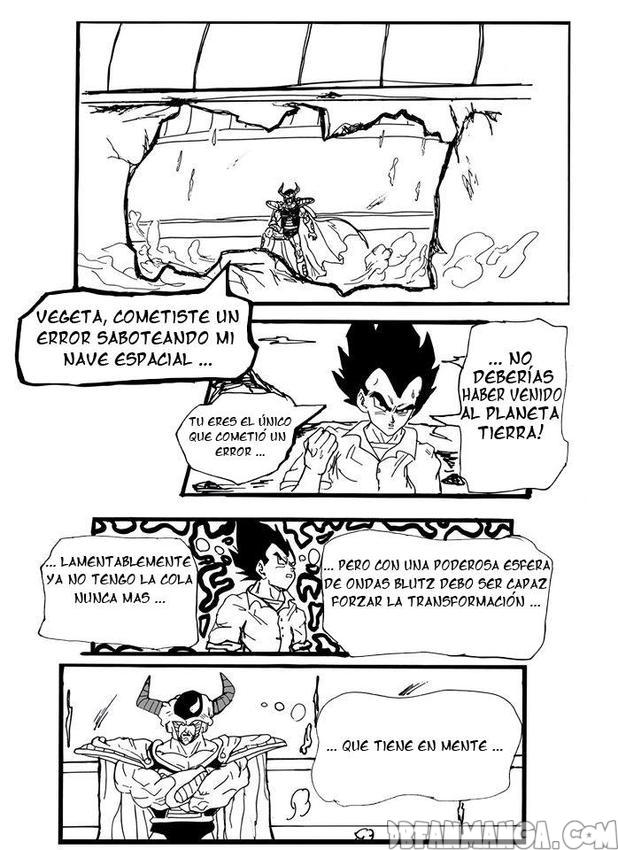 VEGETA, COMETISTE UN
ERROR SABOTEANDO MI
NAVE ESPACIAL ...
... NO
DEBERÍAS
HABER VENIDO
AL PLANETA
TIERRA!
TU ERES EL ÚNICO
QUE COMETIÓ UN
ERROR ...
... LAMENTABLEMENTE
YA NO TENGO LA COLA
NUNCA MAS ...
... PERO CON UNA PODEROSA ESFERA
DE ONDAS BLUTZ DEBO SER CAPAZ
FORZAR LA TRANSFORMACIÓN ...
... QUE TIENE EN MENTE ...
DBFANMANGA.COM